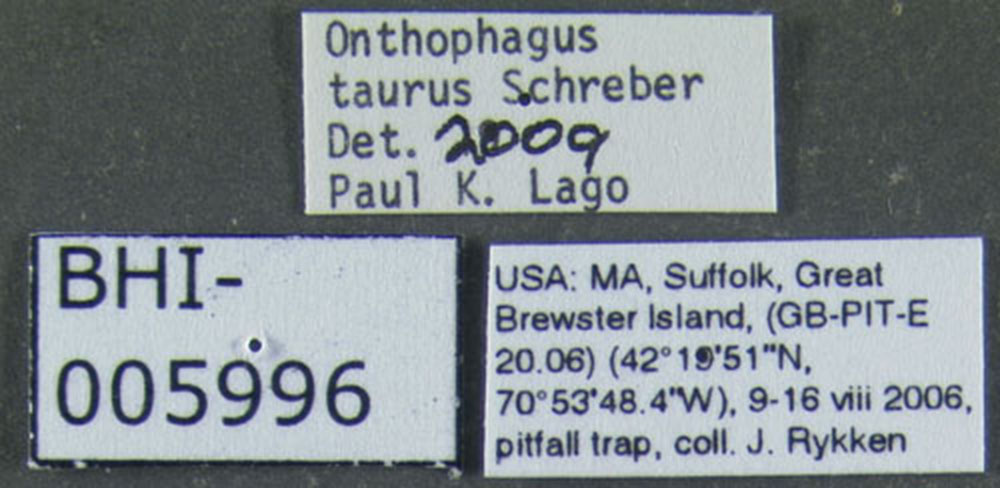 Onthophagus
taurus Schreber
Det. 2009
Paul K. Lago
BHI-
005996
USA: MA, Suffolk, Great
Brewster Island, (GB-PIT-E
20.06) (42°19'51"N,
70°53'48.4"W), 9-16 viii 2006,
pitfall trap, coll. J. Rykken